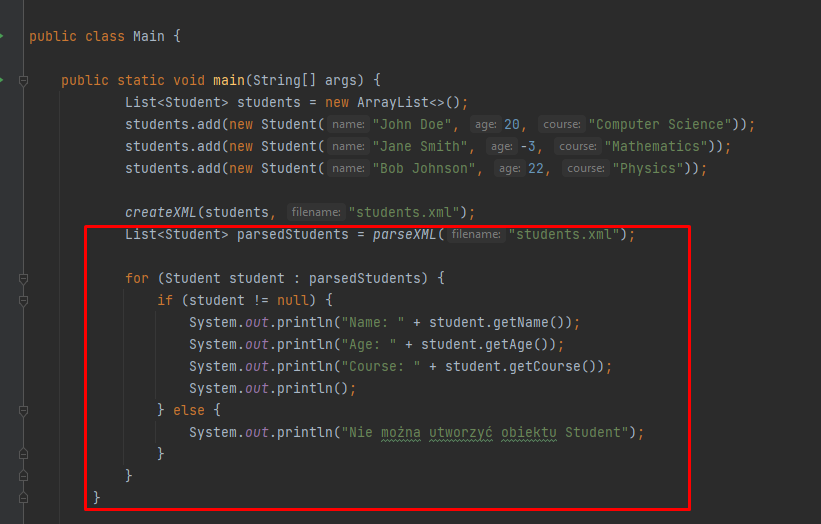 public class Main {
public static void main(String[] args) {
List<Student> students = new ArrayList<>();
students.add(new Student( name: "John Doe", age: 20, course: "Computer Science"));
students.add(new Student( name: "Jane Smith", age: -3, course: "Mathematics"));
students.add(new Student( name: "Bob Johnson", age: 22, course: "Physics"));
createXML(students, filename: "students.xml");
List<Student> parsedStudents = parseXML( filename: "students.xml");
for (Student student : parsedStudents) {
if (student != null) {
System.out.println("Name: " + student.getName());
System.out.println("Age: " + student.getAge());
System.out.println("Course: " + student.getCourse());
System.out.println();
} else {
System.out.println("Nie można utworzyć obiektu Student");
}
}
}